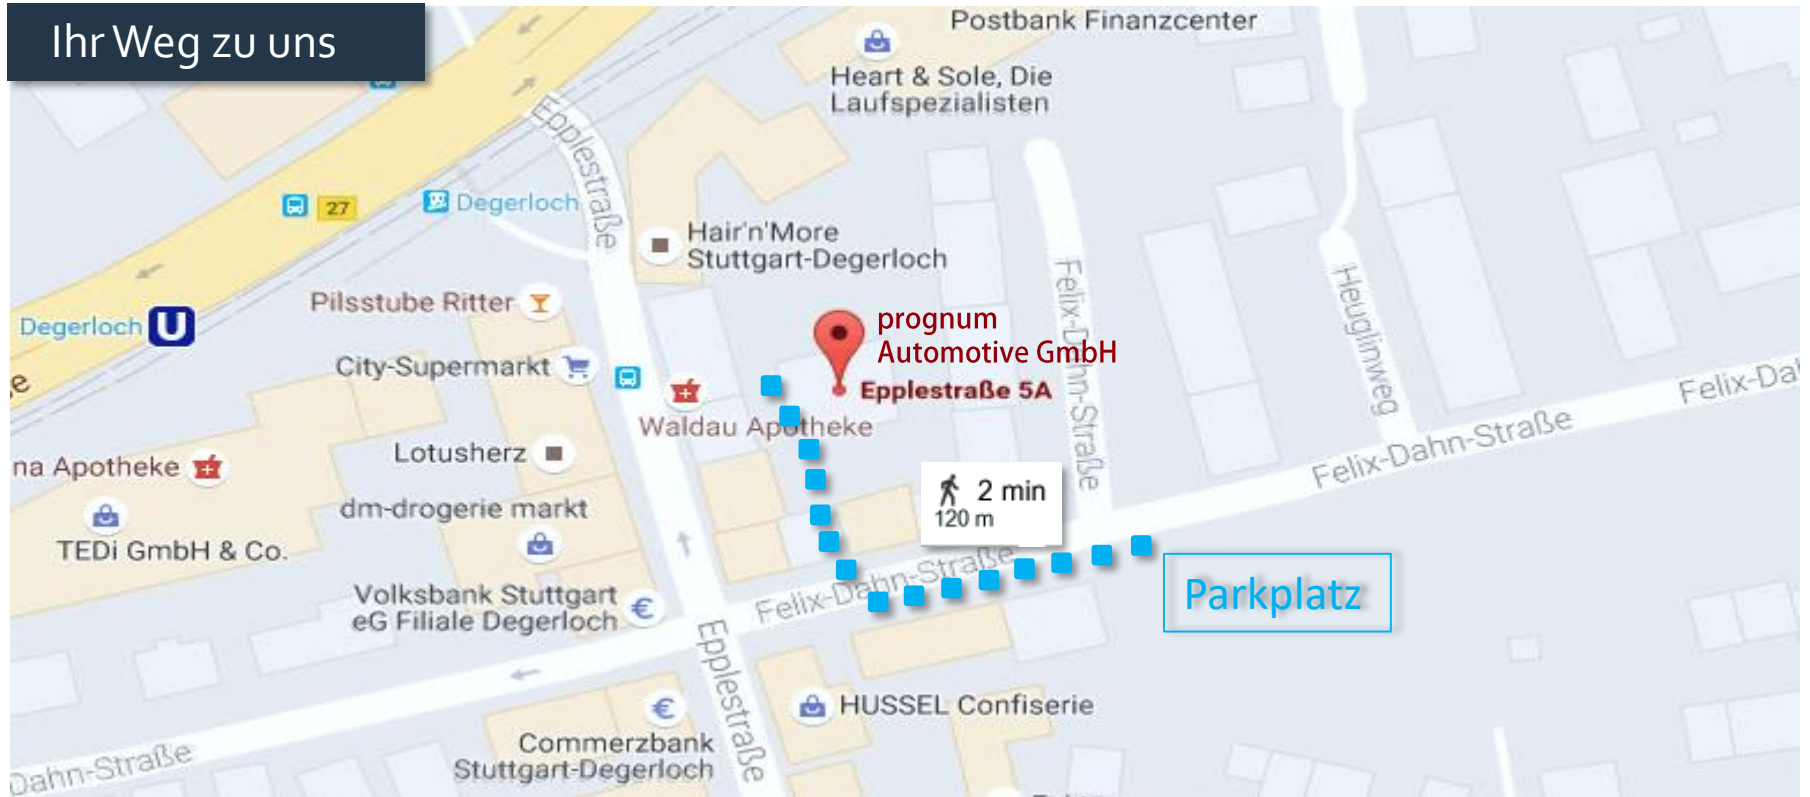 Ihr Weg zu uns
Postbank Finanzcenter
Heart & Sole, Die
Laufspezialisten
Epplestraße
27
Degerloch
Hair'n'More
Stuttgart-Degerloch
Pilsstube Ritter
Degerloch
U
prognum
Automotive GmbH
Epplestraße 5A
City-Supermarkt
Waldau Apotheke
Felix-Dahn-Straße
Heuglinweg
Felix-Da
Felix-Dahn-Straße
Lotusherz
na Apotheke
dm-drogerie markt
TEDi GmbH & Co.
2 min
120 m
Felix-Dahn-Straße
Parkplatz
Volksbank Stuttgart
eG Filiale Degerloch
Epplestraße
HUSSEL Confiserie
Commerzbank
Stuttgart-Degerloch
Dahn-Straße